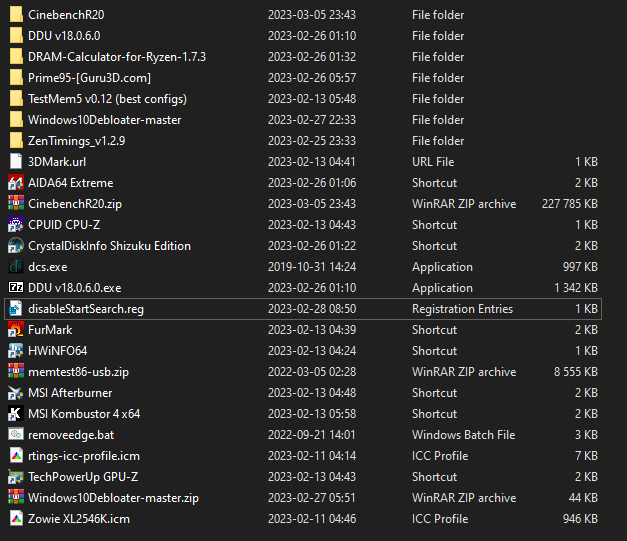 CinebenchR20 2023-03-05 23:43 File folder
DDU v18.0.6.0 2023-02-26 01:10 File folder
DRAM-Calculator-for-Ryzen-1.7.3 2023-02-26 01:32 File folder
Prime95-[Guru3D.com] 2023-02-26 05:57 File folder
TestMem5 v0.12 (best configs) 2023-02-13 05:48 File folder
Windows10Debloater-master 2023-02-27 22:33 File folder
ZenTimings_v1.2.9 2023-02-25 23:33 File folder
3DMark.url 2023-02-13 04:41 URL File 1 KB
AIDA64 Extreme 2023-02-26 01:06 Shortcut 2 KB
CinebenchR20.zip 2023-03-05 23:43 WinRAR ZIP archive 227 785 KB
CPUID CPU-Z 2023-02-13 04:43 Shortcut 1 KB
CrystalDiskInfo Shizuku Edition 2023-02-26 01:22 Shortcut 2 KB
dcs.exe 2019-10-31 14:24 Application 997 KB
DDU v18.0.6.0.exe 2023-02-26 01:10 Application 1 342 KB
disableStartSearch.reg 2023-02-28 08:50 Registration Entries 1 KB
FurMark 2023-02-13 04:39 Shortcut 2 KB
HWiNFO64 2023-02-13 04:24 Shortcut 1 KB
memtest86-usb.zip 2022-03-05 02:28 WinRAR ZIP archive 8 555 KB
MSI Afterburner 2023-02-13 04:48 Shortcut 2 KB
MSI Kombustor 4 x64 2023-02-13 05:58 Shortcut 2 KB
removeedge.bat 2022-09-21 14:01 Windows Batch File 3 KB
rtings-icc-profile.icm 2023-02-11 04:14 ICC Profile 7 KB
TechPowerUp GPU-Z 2023-02-13 04:43 Shortcut 2 KB
Windows10Debloater-master.zip 2023-02-27 05:51 WinRAR ZIP archive 44 KB
Zowie XL2546K.icm 2023-02-11 04:46 ICC Profile 946 KB